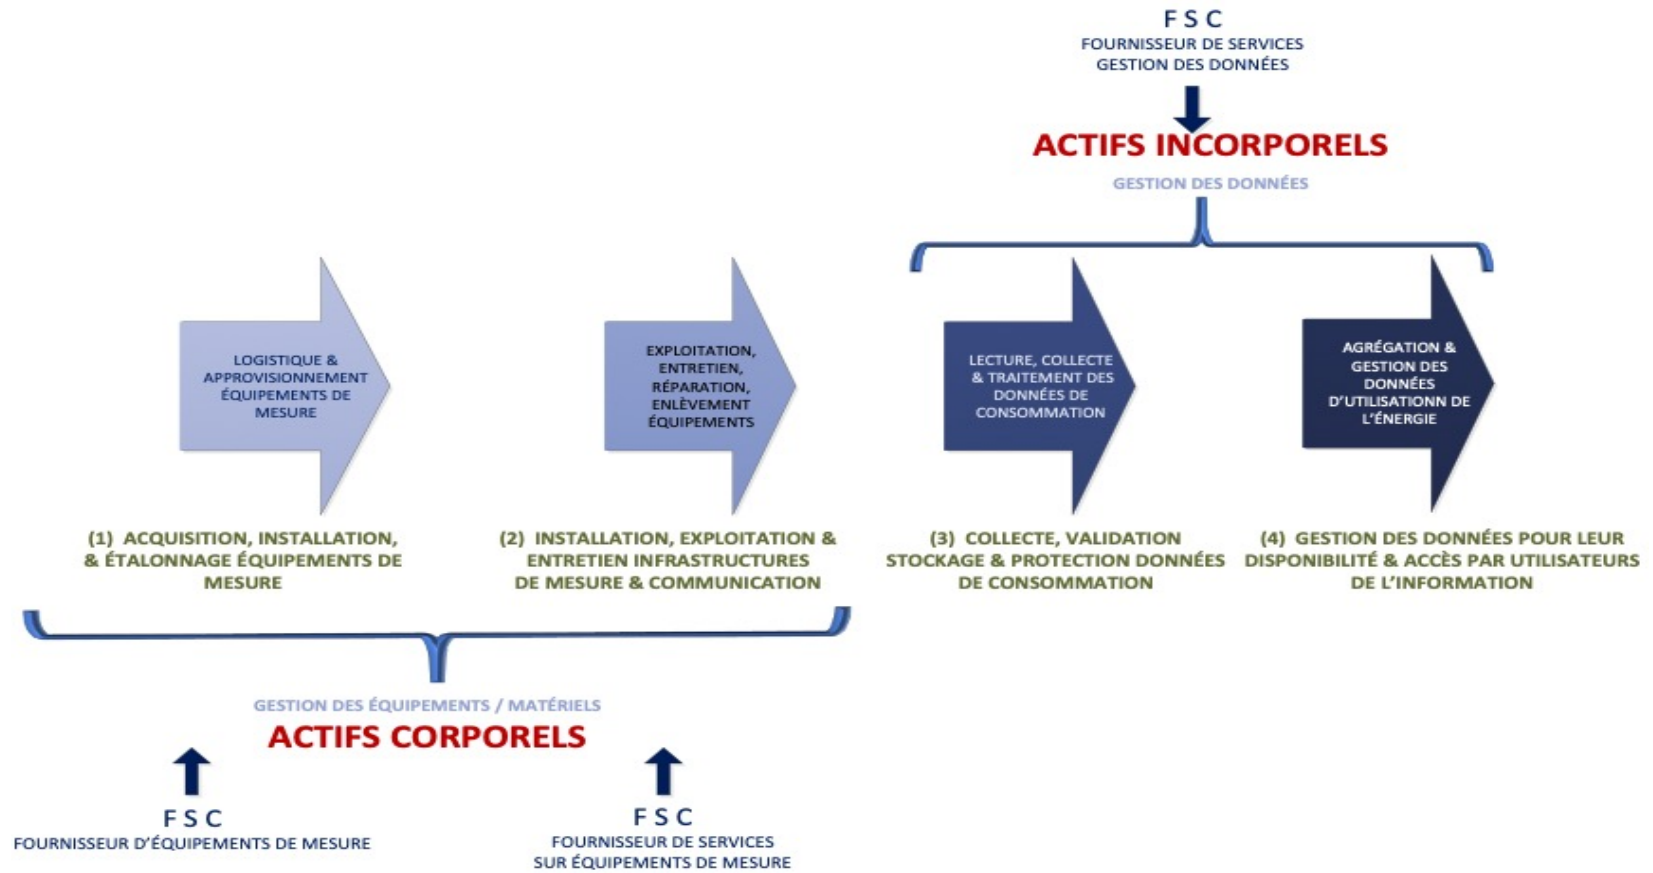 F S C
FOURNISSEUR DE SERVICES
GESTION DES DONNÉES
ACTIFS INCORPORELS
GESTION DES DONNÉES
LOGISTIQUE &
APPROVISIONNEMENT
ÉQUIPEMENTS DE
MESURE
EXPLOITATION,
ENTRETIEN,
RÉPARATION,
ENLÈVEMENT
ÉQUIPEMENTS
LECTURE, COLLECTE
& TRAITEMENT DES
DONNÉES DE
CONSOMMATION
AGRÉGATION &
GESTION DES
DONNÉES
D'UTILISATIONN DE
L'ÉNERGIE
(1) ACQUISITION, INSTALLATION,
& ÉTALONNAGE ÉQUIPEMENTS DE
MESURE
(2) INSTALLATION, EXPLOITATION &
ENTRETIEN INFRASTRUCTURES
DE MESURE & COMMUNICATION
(3) COLLECTE, VALIDATION
STOCKAGE & PROTECTION DONNÉES
DE CONSOMMATION
(4) GESTION DES DONNÉES POUR LEUR
DISPONIBILITÉ & ACCÈS PAR UTILISATEURS
DE L'INFORMATION
GESTION DES ÉQUIPEMENTS / MATÉRIELS
ACTIFS CORPORELS
F S C
FOURNISSEUR D'ÉQUIPEMENTS DE MESURE
F S C
FOURNISSEUR DE SERVICES
SUR ÉQUIPEMENTS DE MESURE